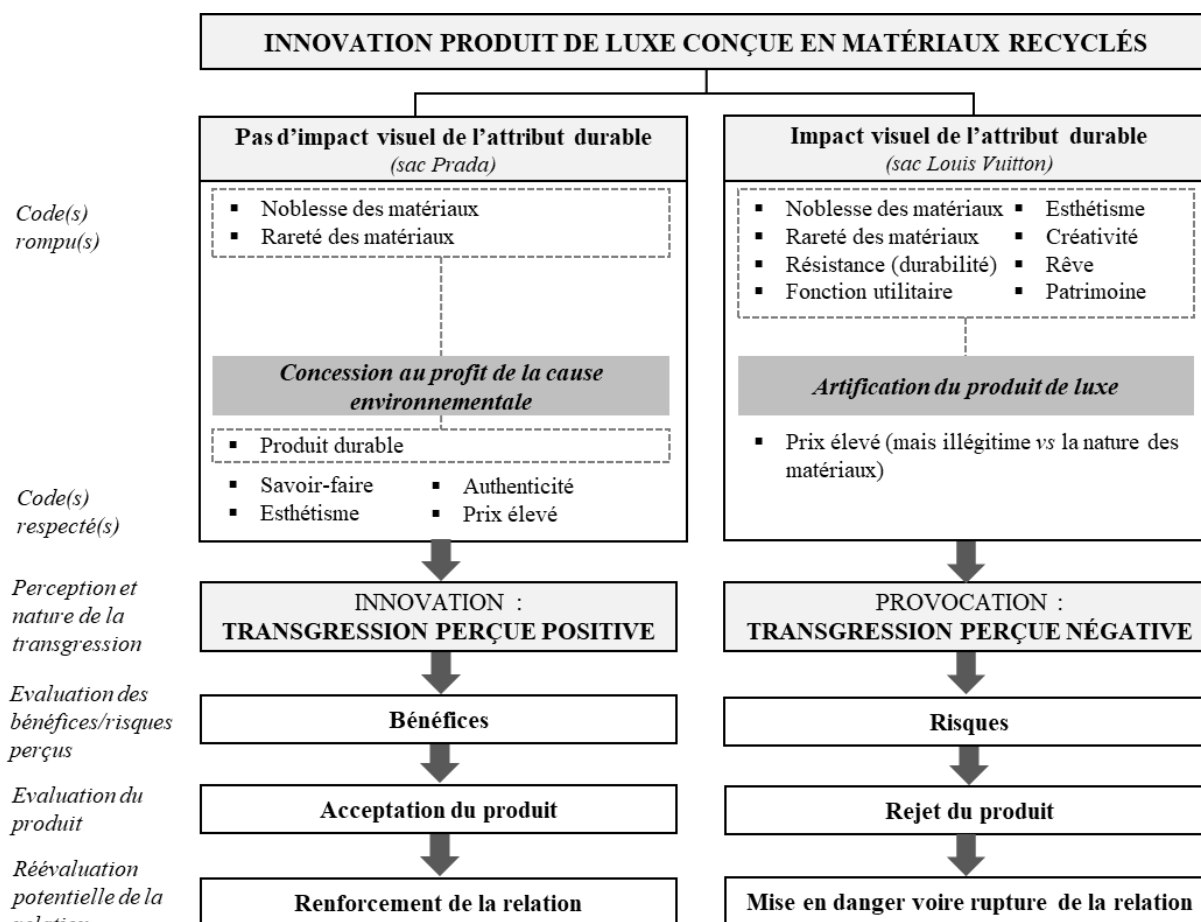 INNOVATION PRODUIT DE LUXE CONÇUE EN MATÉRIAUX RECYCLÉS
Pas d'impact visuel de l'attribut durable
(sac Prada)
Impact visuel de l'attribut durable
(sac Louis Vuitton)
Code(s)
rompu(s)
▪ Noblesse des matériaux
▪ Rareté des matériaux
▪ Noblesse des matériaux ▪ Esthétisme
▪ Rareté des matériaux ▪ Créativité
▪ Résistance (durabilité) ▪ Rêve
▪ Fonction utilitaire ▪ Patrimoine
Concession au profit de la cause
environnementale
Artification du produit de luxe
Code(s)
respecté(s)
▪ Produit durable
▪ Savoir-faire ▪ Authenticité
▪ Esthétisme ▪ Prix élevé
▪ Prix élevé (mais illégitime vs la nature des
matériaux)
Perception et
nature de la
transgression
INNOVATION :
TRANSGRESSION PERÇUE POSITIVE
PROVOCATION :
TRANSGRESSION PERÇUE NÉGATIVE
Evaluation des
bénéfices/risques
perçus
Bénéfices
Risques
Evaluation du
produit
Acceptation du produit
Rejet du produit
Réévaluation
potentielle de la
Renforcement de la relation
Mise en danger voire rupture de la relation